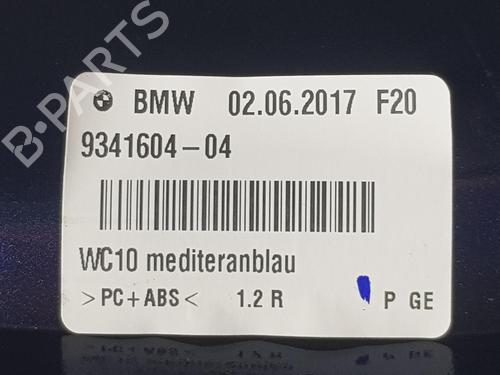 B-PARTS
BMW 02.06.2017 F20
9341604-04
WC10 mediteranblau
>PC+ABS< 1.2 R P GE